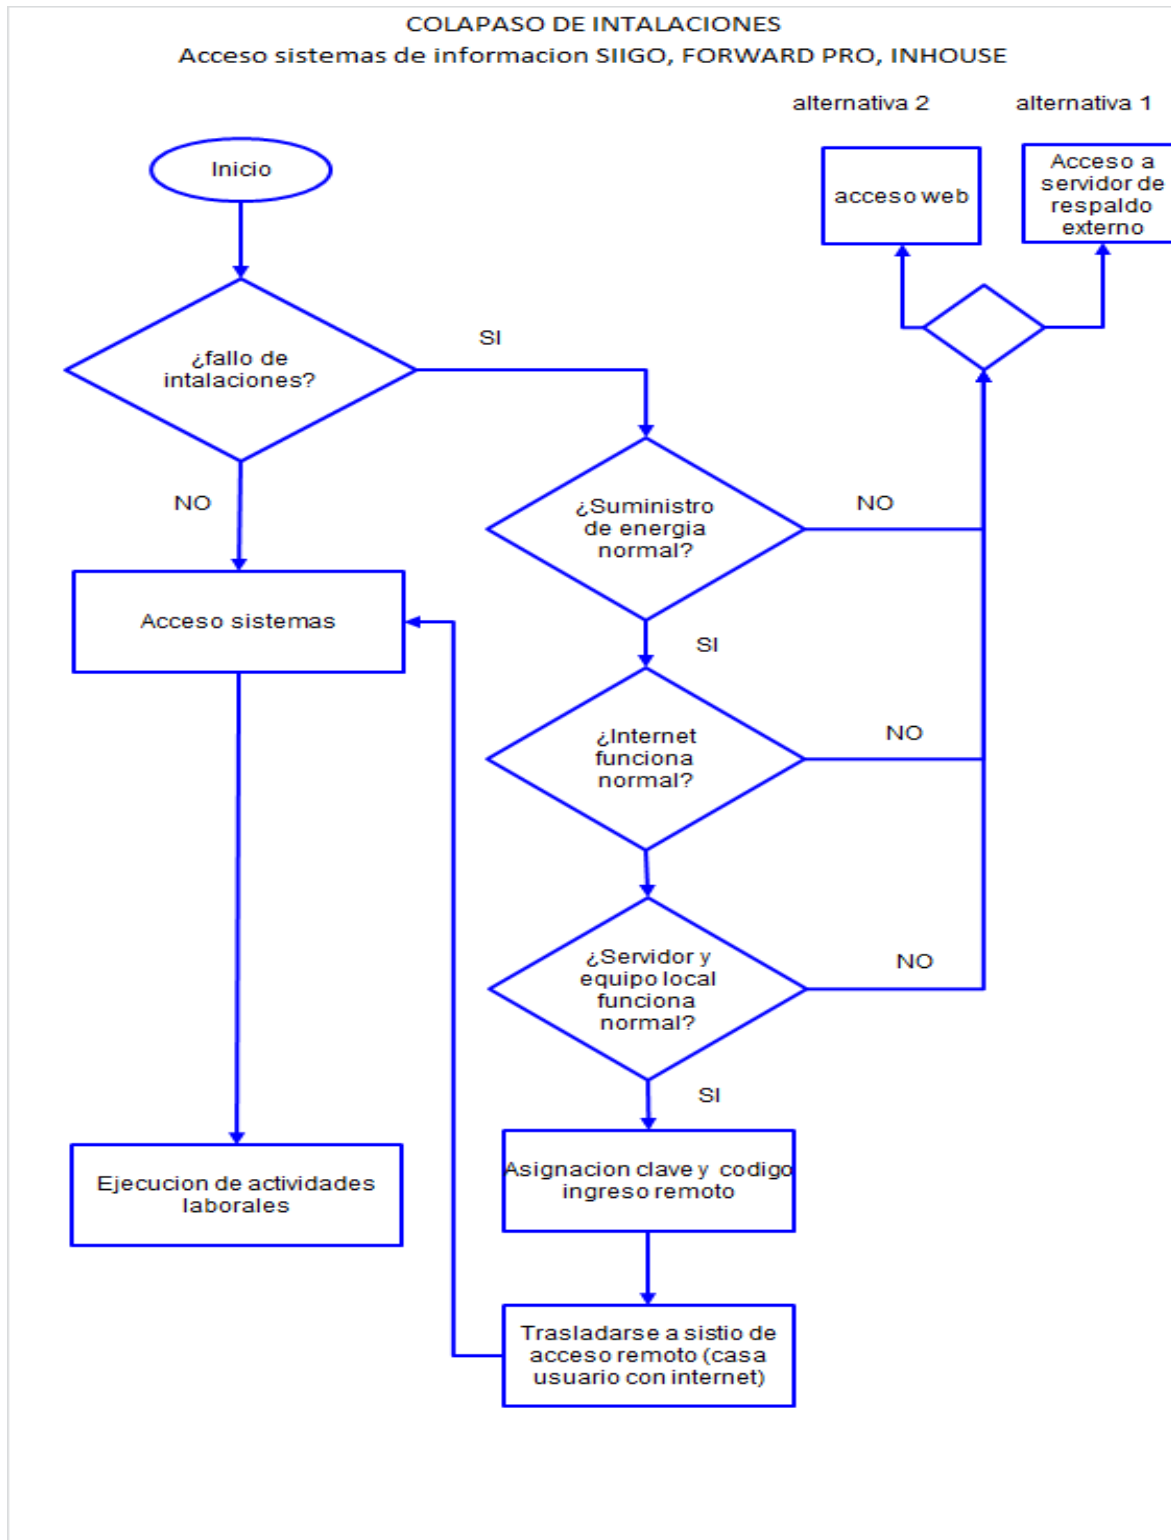 COLAPASO DE INTALACIONES
Acceso sistemas de informacion SIIGO, FORWARD PRO, INHOUSE
alternativa 2
alternativa 1
Inicio
acceso web
Acceso a
servidor de
respaldo
externo
¿fallo de
intalaciones?
SI
NO
¿Suministro
de energia
normal?
NO
SI
Acceso sistemas
¿Internet
funciona
normal?
NO
¿Servidor y
equipo local
funciona
normal?
NO
SI
Asignacion clave y codigo
ingreso remoto
Ejecucion de actividades
laborales
Trasladarse a sistio de
acceso remoto (casa
usuario con internet)